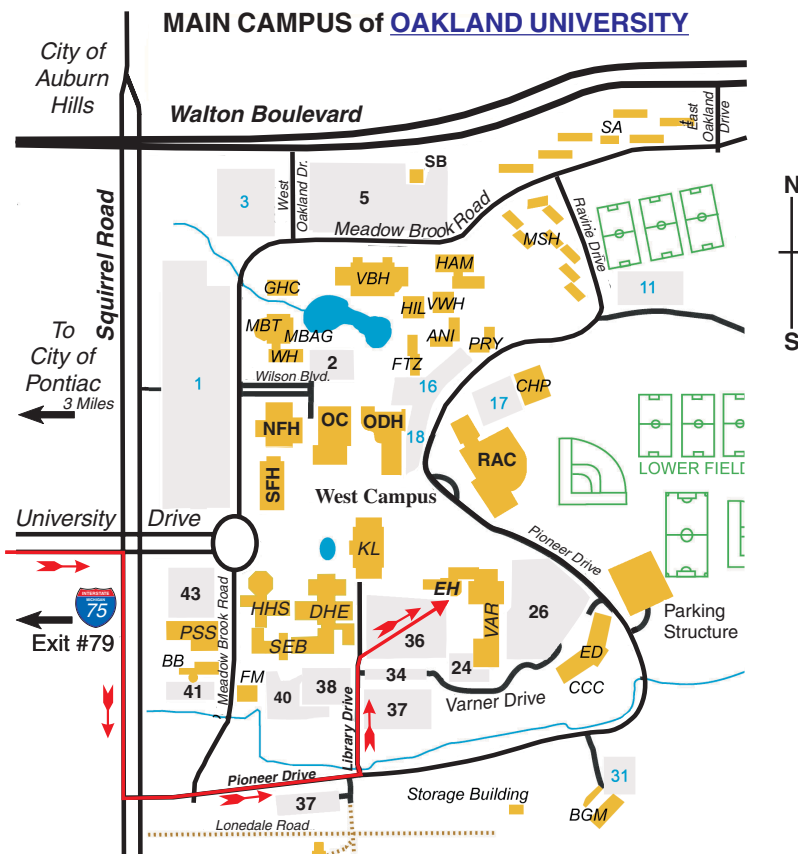 MAIN CAMPUS of OAKLAND UNIVERSITY
City of
Auburn
Hills
Walton Boulevard
SA
East
Oakland
Drive
N
S
Squirrel Road
3
West
Oakland Dr.
5
SB
Meadow Brook Road
Ravine Drive
MSH
11
GHC
VBH
HAM
HIL
VWH
MBT
MBAG
ANI
PRY
WH
2
FTZ
To
City of
Pontiac
3 Miles
1
Wilson Blvd.
16
17
CHP
NFH
OC
ODH
18
RAC
LOWER FIELD
SFH
West Campus
University Drive
KL
Pioneer Drive
INTERSTATE
MICHIGAN
75
Exit #79
43
HHS
DHE
EH
VAR
26
Parking
Structure
PSS
SEB
36
ED
BB
FM
34
24
CCC
41
Meadow Brook Road
40
38
Library Drive
37
Varner Drive
Pioneer Drive
31
37
Storage Building
BGM
Lonedale Road